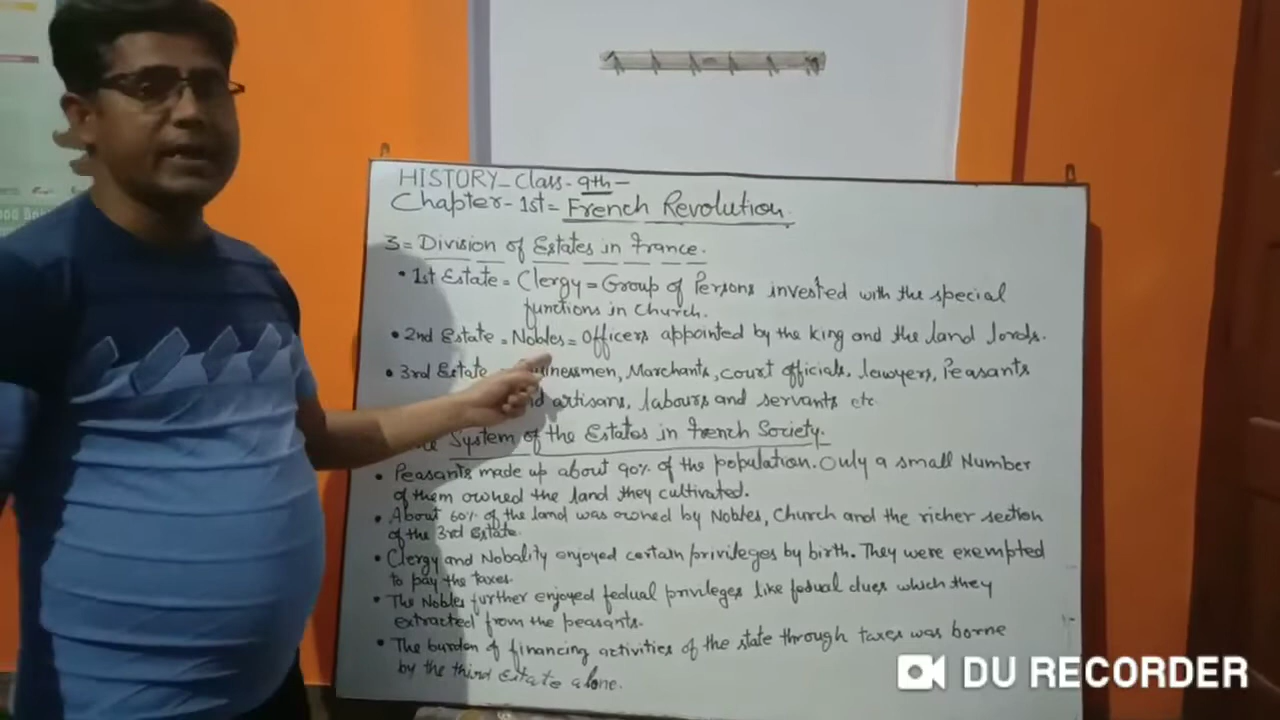 HISTORY - Class - 9th -
Chapter - 1st = French Revolution.
3 = Division of Estates in France.
• 1st Estate = Clergy = Group of Persons invested with the special
functions in Church.
• 2nd Estate = Nobles = Officers appointed by the king and the land lords.
• 3rd Estate Marchants, court officials, lawyers, Peasants
artisans, labours and servants etc
System of the Estates in French Society.
• Peasants made up about 90% of the population. Only a small Number
of them owned the land they cultivated.
• About 60% of the land was owned by Nobles, Church and the richer section
of the 3rd Estate.
• Clergy and Nobality enjoyed certain privileges by birth. They were exempted
to pay the taxes.
• The Nobles further enjoyed fedual privileges like fedual dues which they
extracted from the peasants.
• The burden of financing activities of the state through taxes was borne
by the third Estate alone.
DU RECORDER